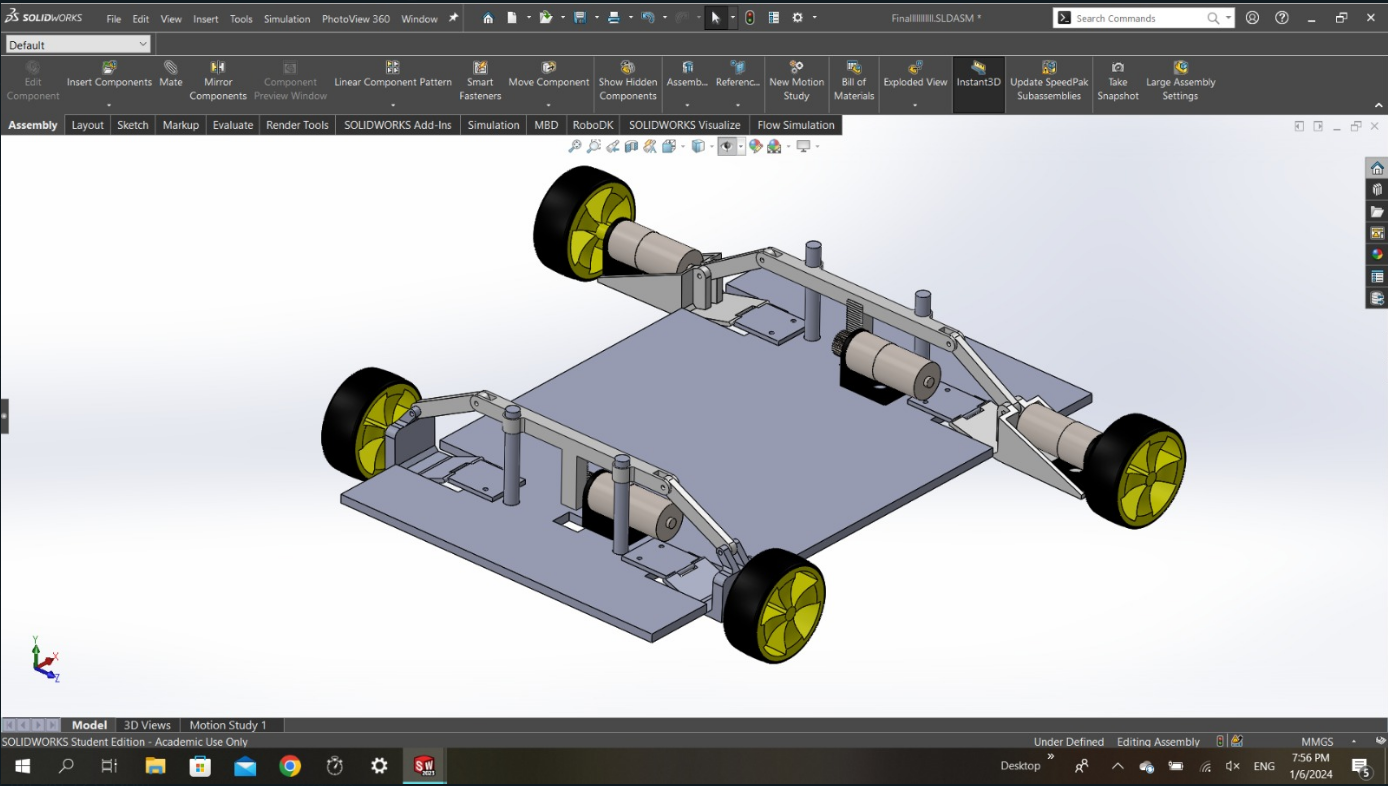 SOLIDWORKS File Edit View Insert Tools Simulation PhotoView 360 Window FinalIIIIIIIIII.SLDASM * Search Commands
Default
Edit Component
Insert Components
Mate
Mirror Components
Component Preview Window
Linear Component Pattern
Smart Fasteners
Move Component
Show Hidden Components
Assemb...
Referenc...
New Motion Study
Bill of Materials
Exploded View
Instant3D
Update SpeedPak Subassemblies
Take Snapshot
Large Assembly Settings
Assembly Layout Sketch Markup Evaluate Render Tools SOLIDWORKS Add-Ins Simulation MBD RoboDK SOLIDWORKS Visualize Flow Simulation
Y
X
Z
Model 3D Views Motion Study 1
SOLIDWORKS Student Edition - Academic Use Only Under Defined Editing Assembly MMGS
SW 2021 Desktop ENG 7:56 PM
1/6/2024 5